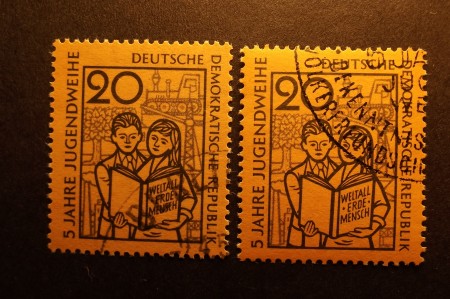 DEUTSCHE
DEMOKRATISCHE REPUBLIK
5 JAHRE JUGENDWEIHE
20
WELTALL
ERDE
MENSCH
DEUTSCHE
DEMOKRATISCHE REPUBLIK
5 JAHRE JUGENDWEIHE
20
WELTALL
ERDE
MENSCH